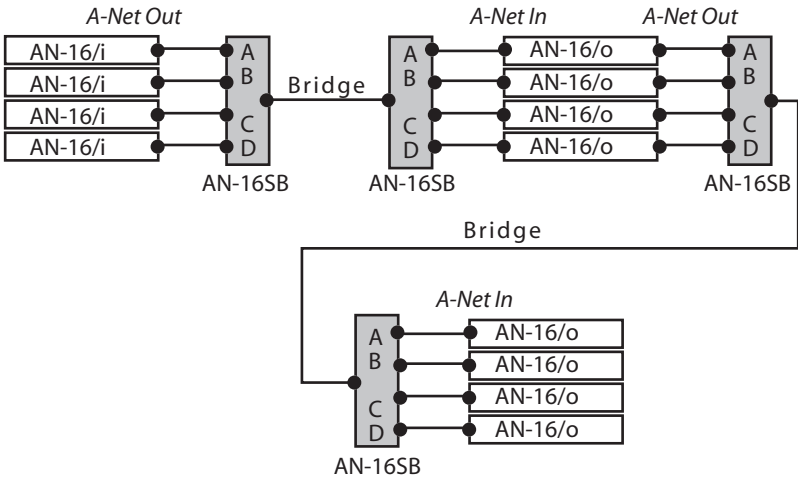 A-Net Out A-Net In A-Net Out
AN-16/i A A AN-16/o A
AN-16/i B B AN-16/o B
Bridge
AN-16/i C C AN-16/o C
AN-16/i D D AN-16/o D
AN-16SB AN-16SB AN-16SB
Bridge
A-Net In
A AN-16/o
B AN-16/o
C AN-16/o
D AN-16/o
AN-16SB